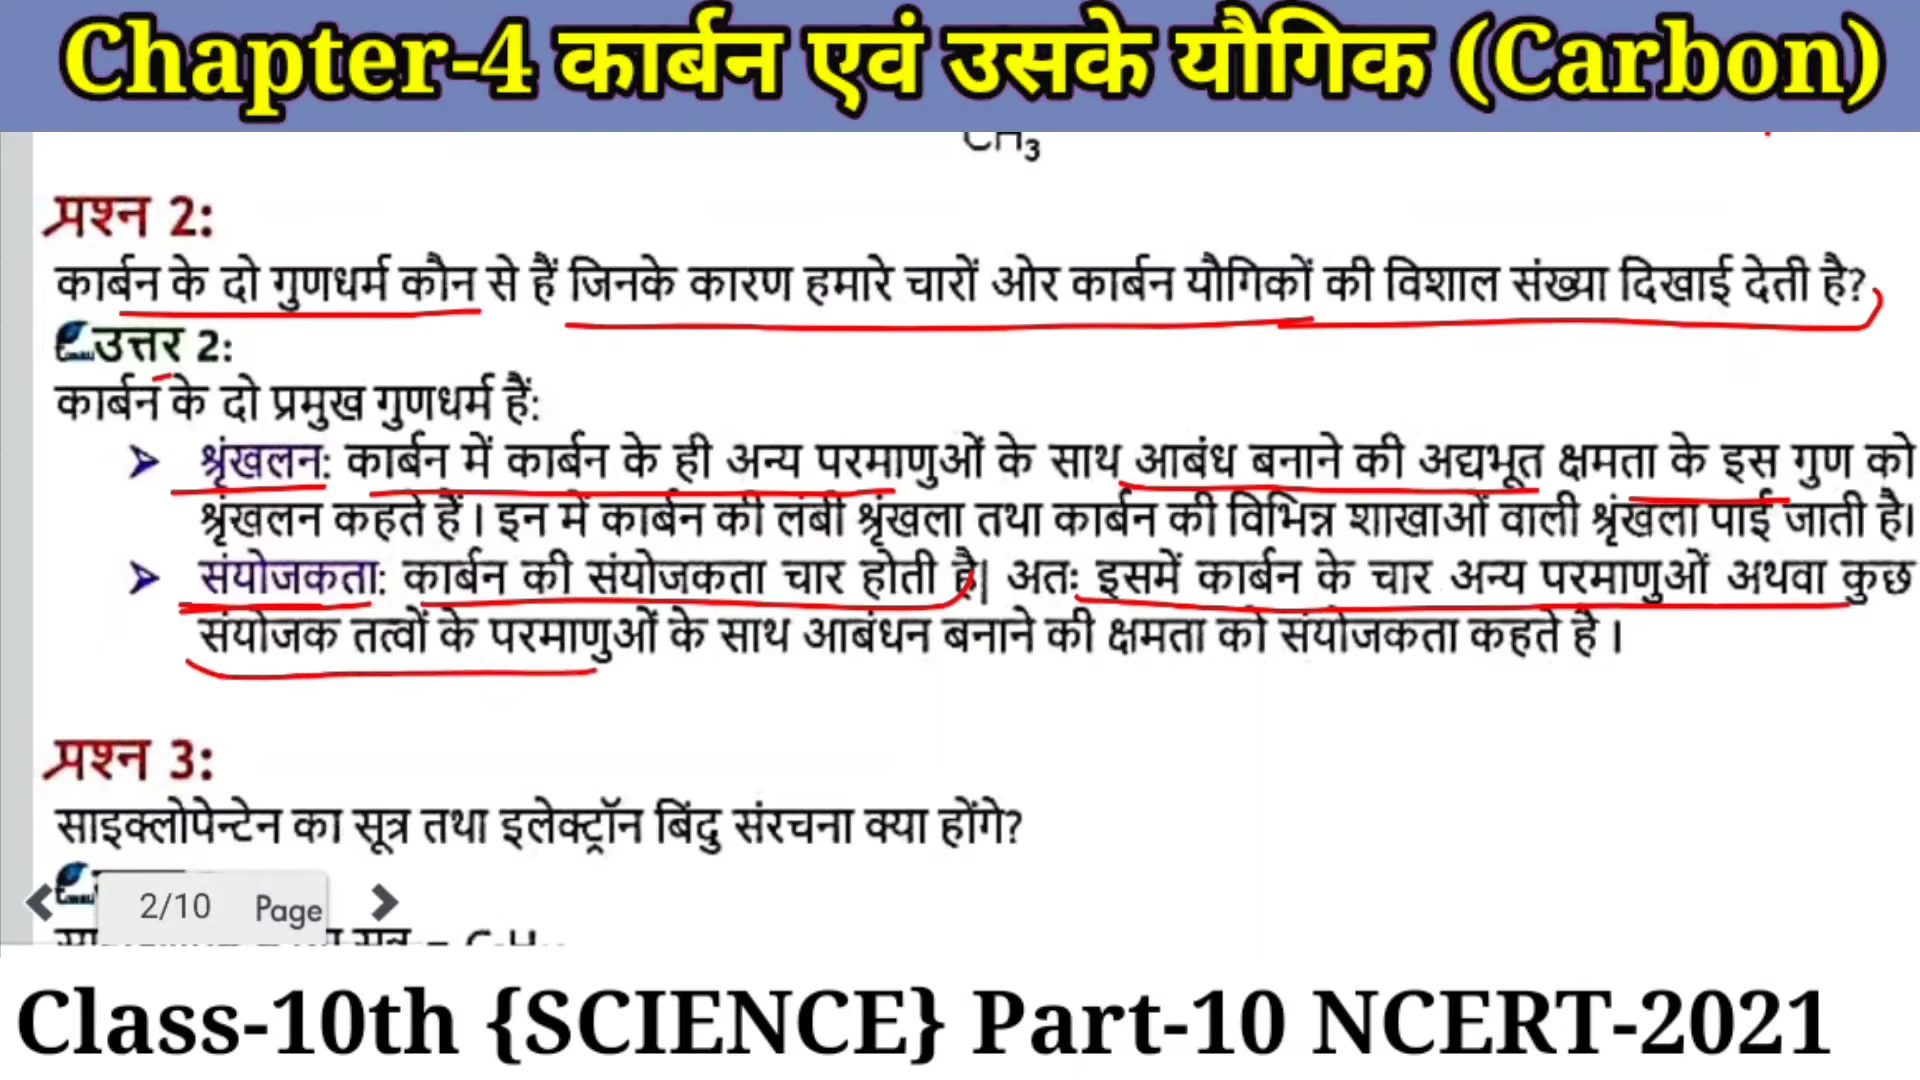 Chapter-4 कार्बन एवं उसके यौगिक (Carbon)
CH₃
प्रश्न 2:
कार्बन के दो गुणधर्म कौन से हैं जिनके कारण हमारे चारों ओर कार्बन यौगिकों की विशाल संख्या दिखाई देती है?
उत्तर 2:
कार्बन के दो प्रमुख गुणधर्म हैं:
➢ श्रृंखलन: कार्बन में कार्बन के ही अन्य परमाणुओं के साथ आबंध बनाने की अद्यभूत क्षमता के इस गुण को
श्रृंखलन कहते हैं । इन में कार्बन की लंबी श्रृंखला तथा कार्बन की विभिन्न शाखाओं वाली श्रृंखला पाई जाती है।
➢ संयोजकता: कार्बन की संयोजकता चार होती है| अतः इसमें कार्बन के चार अन्य परमाणुओं अथवा कुछ
संयोजक तत्वों के परमाणुओं के साथ आबंधन बनाने की क्षमता को संयोजकता कहते है ।
प्रश्न 3:
साइक्लोपेन्टेन का सूत्र तथा इलेक्ट्रॉन बिंदु संरचना क्या होंगे?
2/10 Page
Class-10th {SCIENCE} Part-10 NCERT-2021